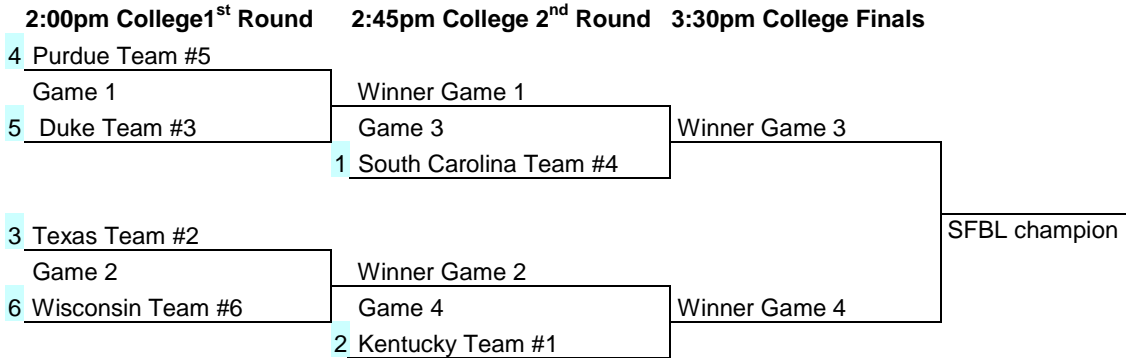 2:00pm College1st Round 2:45pm College 2nd Round 3:30pm College Finals
4 Purdue Team #5
Game 1 Winner Game 1
5 Duke Team #3 Game 3 Winner Game 3
1 South Carolina Team #4
3 Texas Team #2 SFBL champion
Game 2 Winner Game 2
6 Wisconsin Team #6 Game 4 Winner Game 4
2 Kentucky Team #1